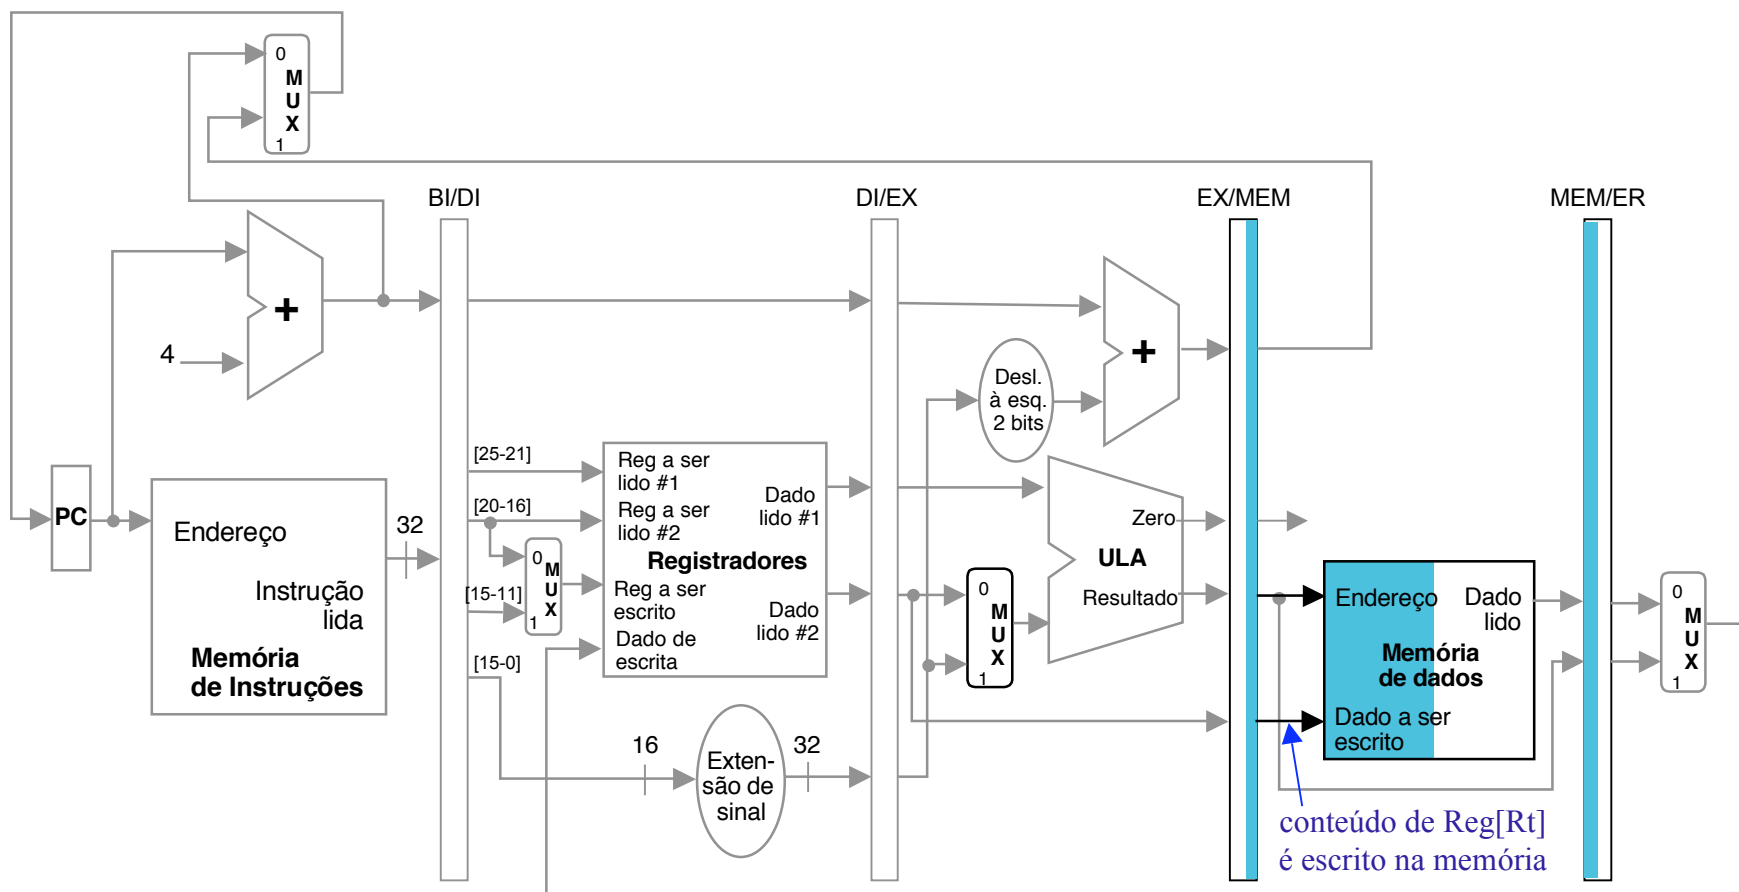 0
M
U
X
1
BI/DI
DI/EX
EX/MEM
MEM/ER
+
4
+
Desl.
à esq.
2 bits
[25-21]
Reg a ser
lido #1
[20-16]
Reg a ser
lido #2
Dado
lido #1
Registradores
0
M
U
X
1
[15-11]
Reg a ser
escrito
Dado
lido #2
Dado de
escrita
[15-0]
PC
Endereço
32
Instrução
lida
Memória
de Instruções
16
Exten-
são de
sinal
32
0
M
U
X
1
Zero
ULA
Resultado
Endereço
Dado
lido
Memória
de dados
Dado a ser
escrito
0
M
U
X
1
conteúdo de Reg[Rt]
é escrito na memória